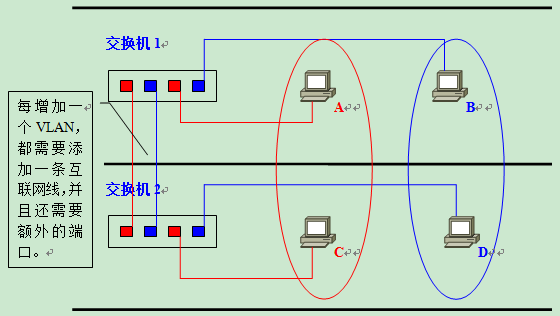 交换机 1
A
B
每增加一
个 VLAN，
都需要添
加一条互
联网线，并
且还需要
额外的端
口。
交换机 2
C
D